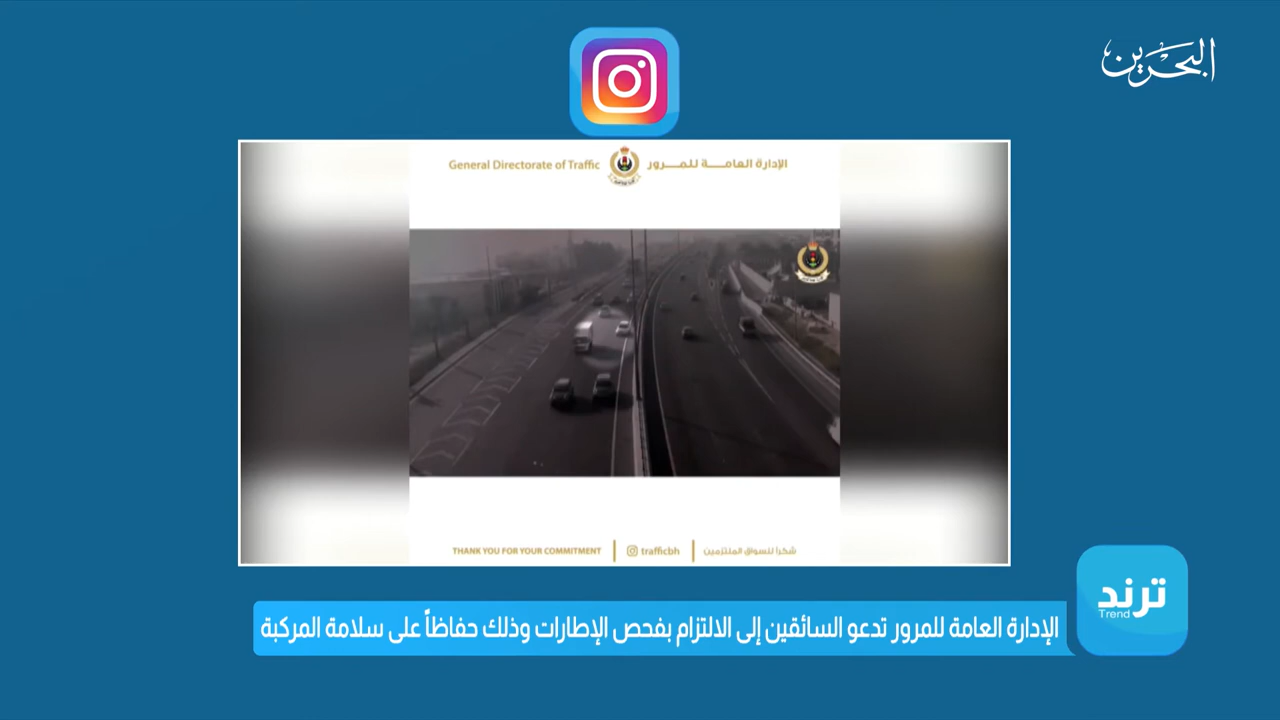 البحرين
General Directorate of Traffic
الإدارة العامة للمرور
THANK YOU FOR YOUR COMMITMENT
trafficbh
شكراً للسواق الملتزمين
ترند
Trend
الإدارة العامة للمرور تدعو السائقين إلى الالتزام بفحص الإطارات وذلك حفاظاً على سلامة المركبة